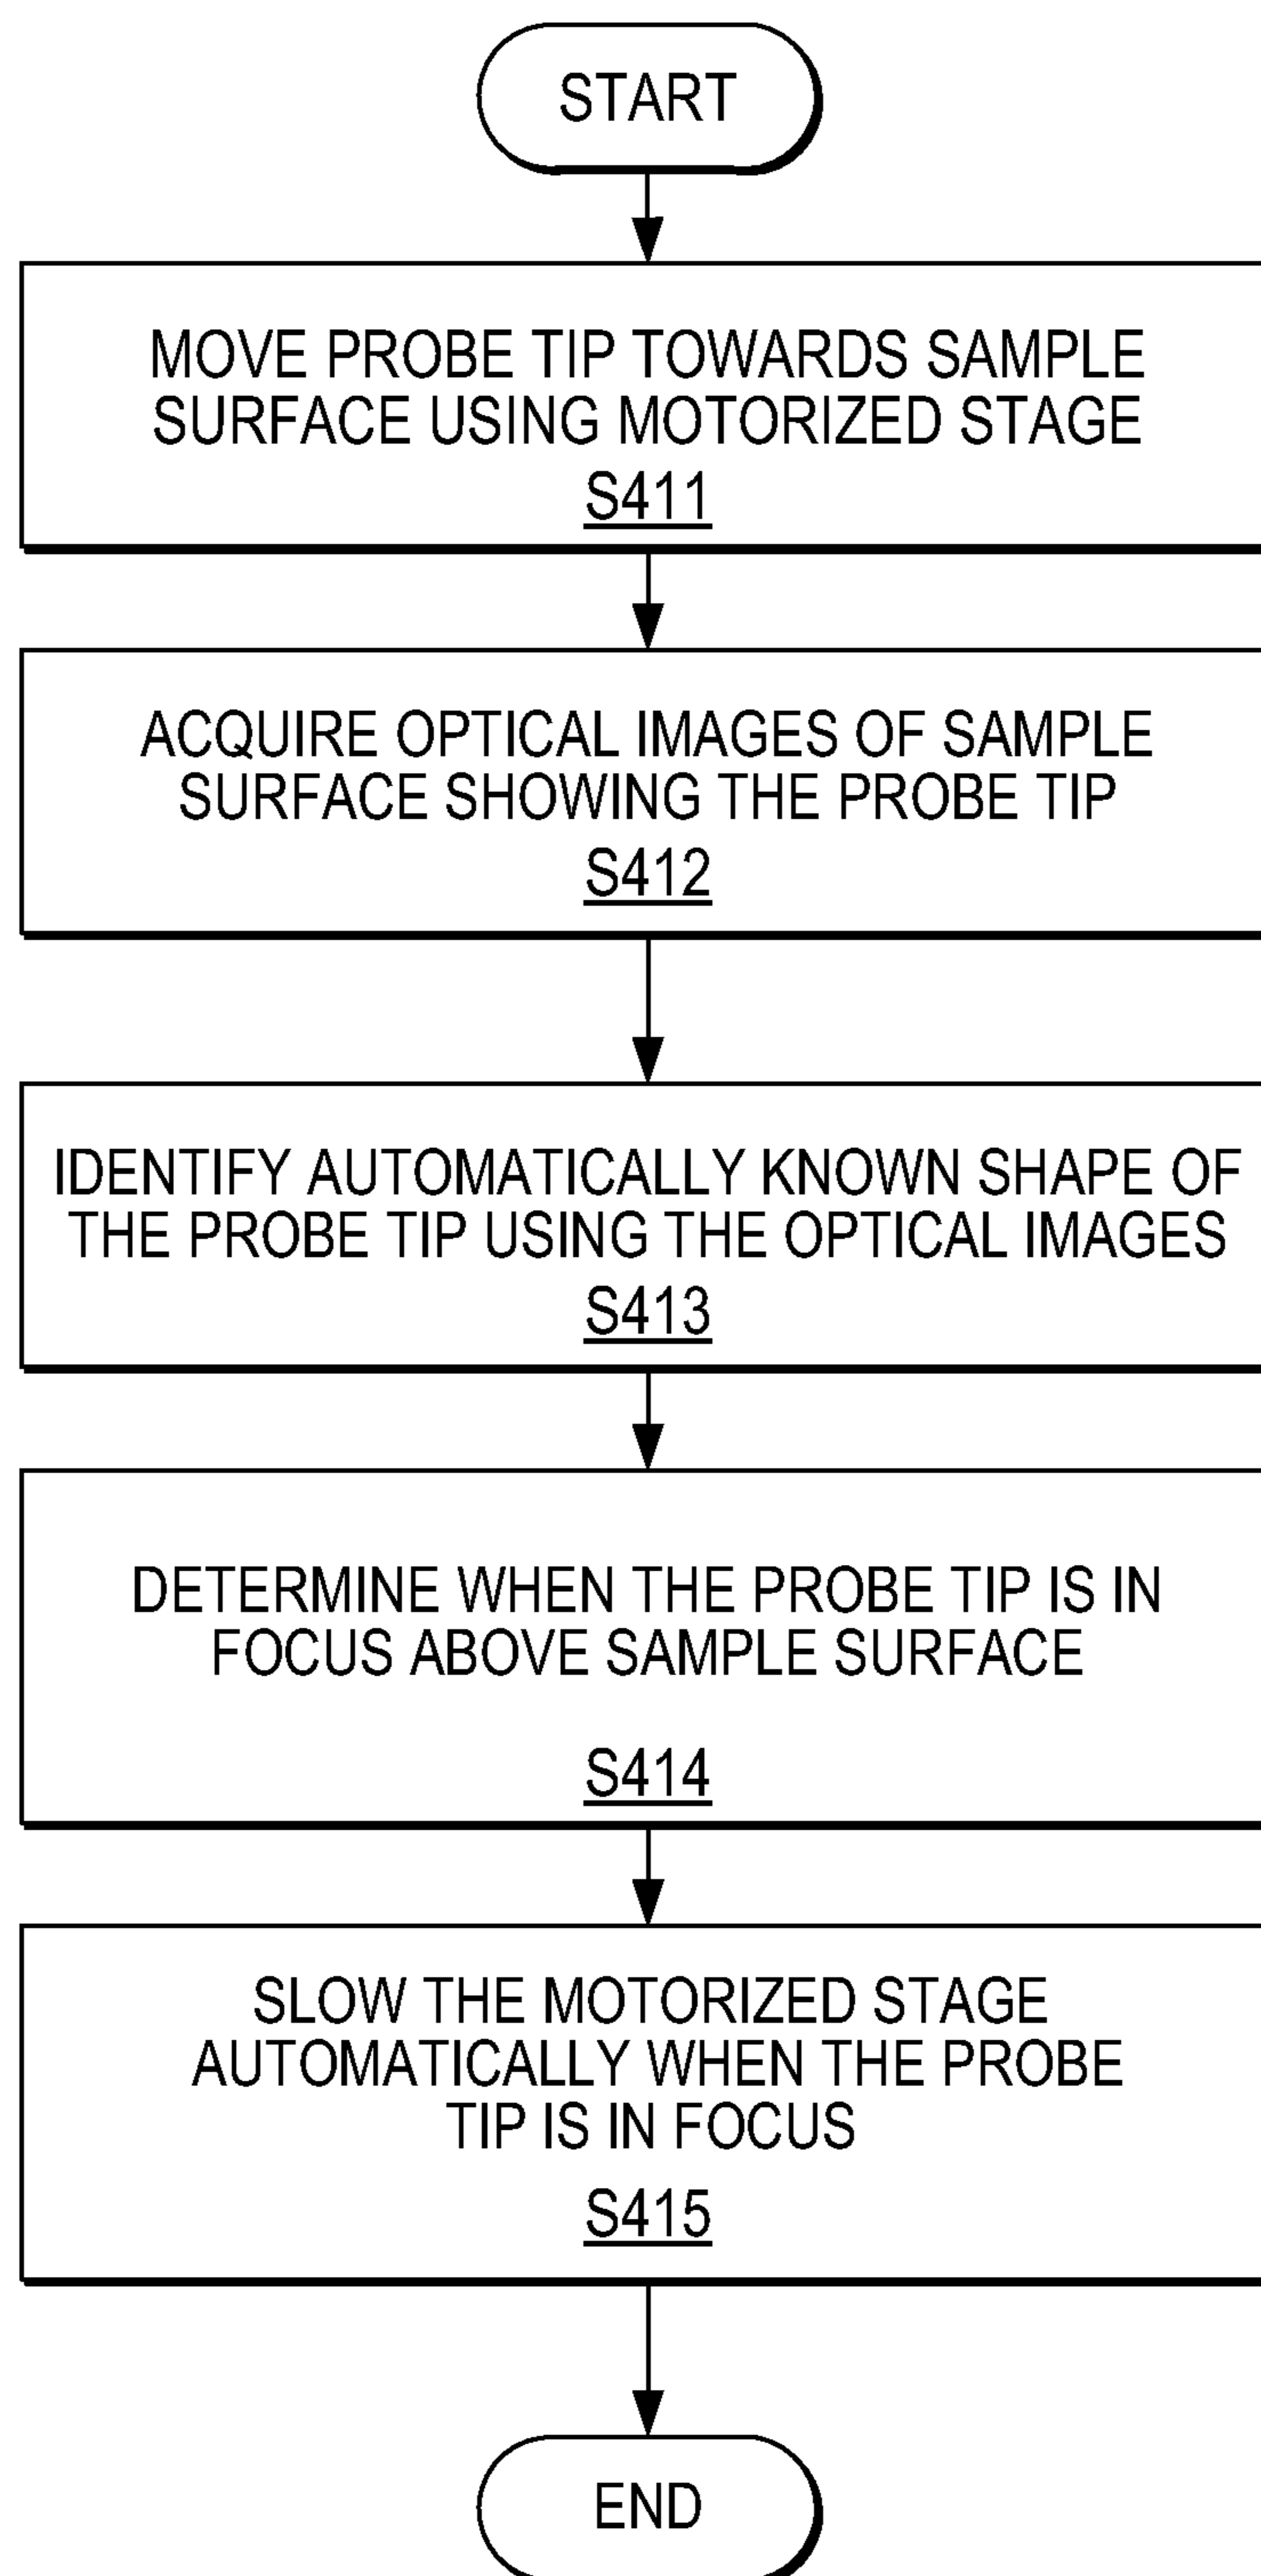 START
MOVE PROBE TIP TOWARDS SAMPLE
SURFACE USING MOTORIZED STAGE
S411
ACQUIRE OPTICAL IMAGES OF SAMPLE
SURFACE SHOWING THE PROBE TIP
S412
IDENTIFY AUTOMATICALLY KNOWN SHAPE OF
THE PROBE TIP USING THE OPTICAL IMAGES
S413
DETERMINE WHEN THE PROBE TIP IS IN
FOCUS ABOVE SAMPLE SURFACE
S414
SLOW THE MOTORIZED STAGE
AUTOMATICALLY WHEN THE PROBE
TIP IS IN FOCUS
S415
END